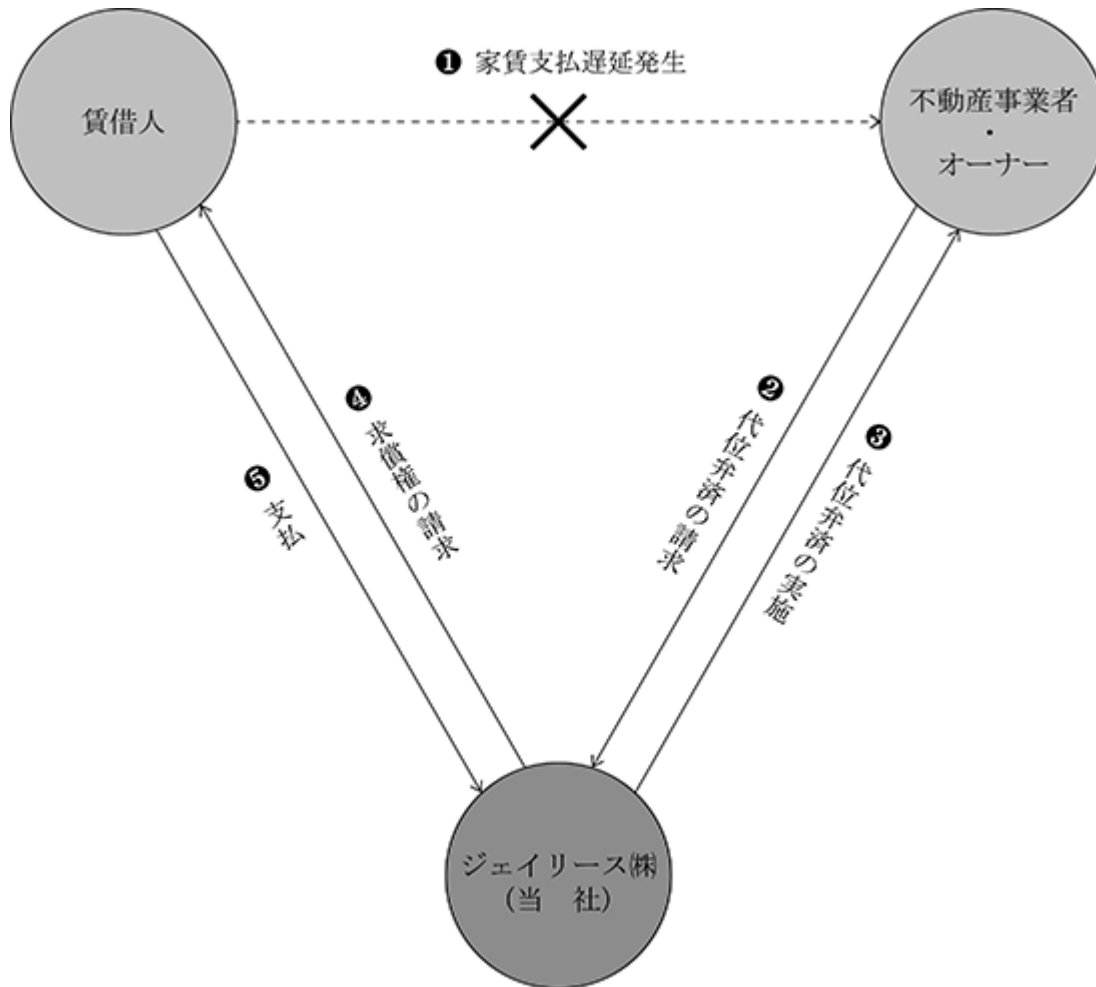 ❶ 家賃支払遅延発生
賃借人
不動産事業者
・
オーナー
❷ 代位弁済の請求
❸ 代位弁済の実施
❹ 求償権の請求
❺ 支払
ジェイリース㈱
(当　社)